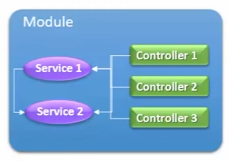 Module
Service 1
Service 2
Controller 1
Controller 2
Controller 3